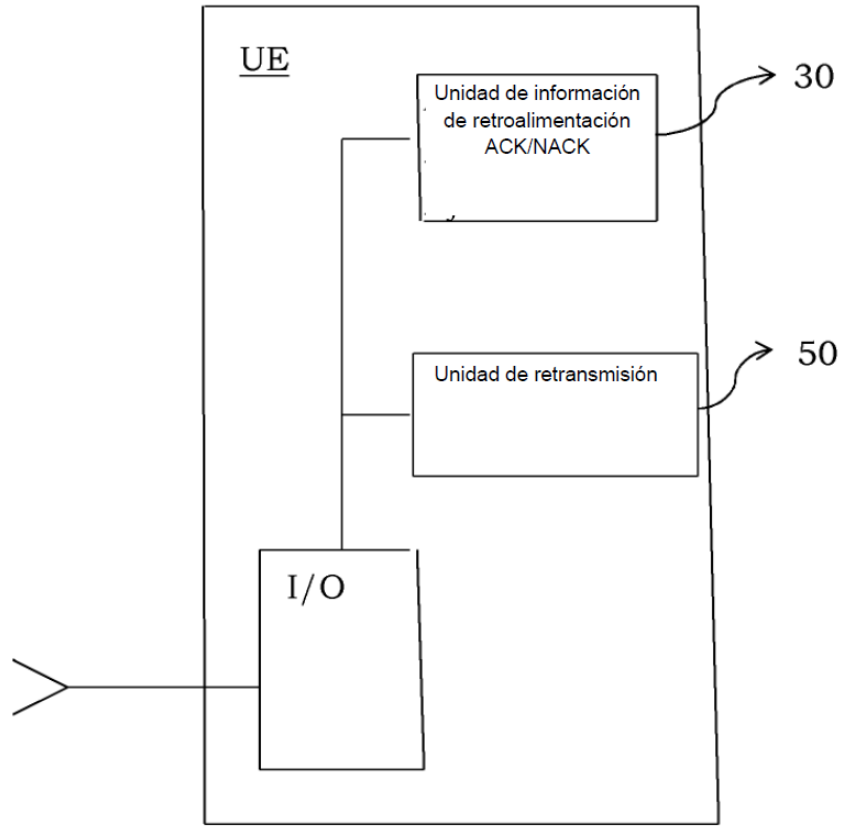 UE
Unidad de información
de retroalimentación
ACK/NACK
30
Unidad de retransmisión
50
I/O